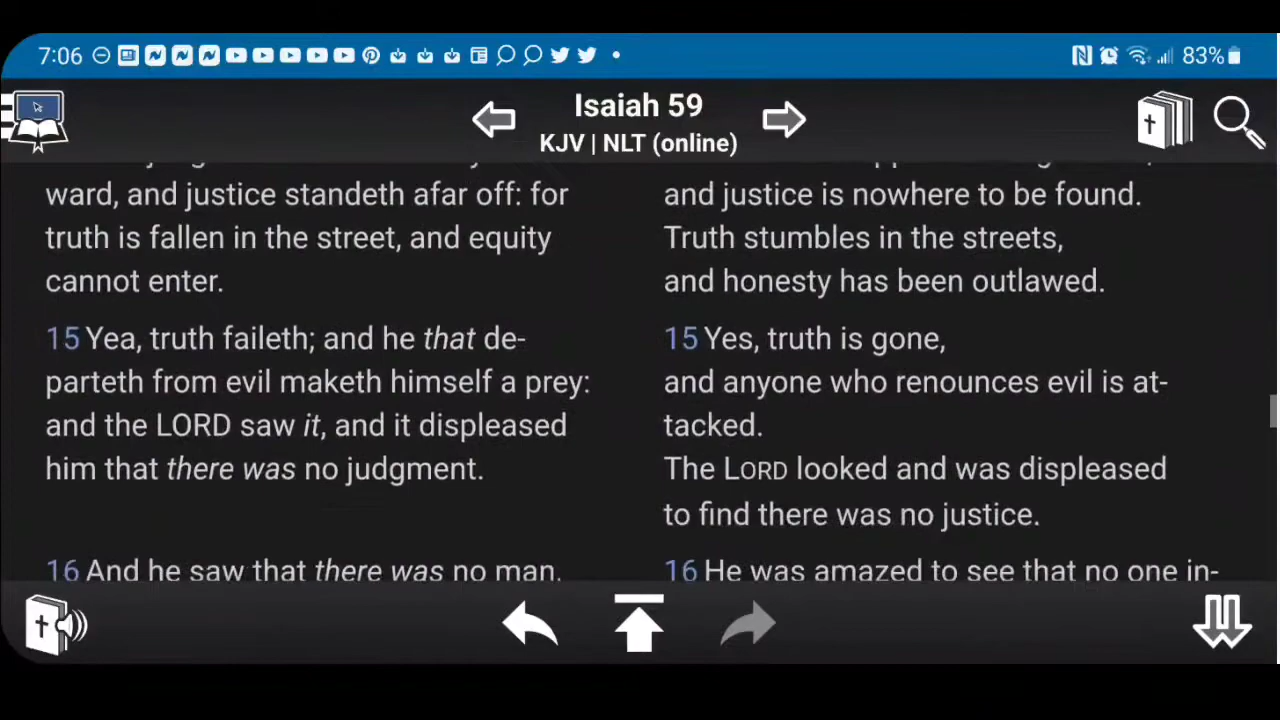 7:06
83%
Isaiah 59
KJV | NLT (online)
ward, and justice standeth afar off: for
truth is fallen in the street, and equity
cannot enter.
15 Yea, truth faileth; and he that de-
parteth from evil maketh himself a prey:
and the LORD saw it, and it displeased
him that there was no judgment.
16 And he saw that there was no man,
and justice is nowhere to be found.
Truth stumbles in the streets,
and honesty has been outlawed.
15 Yes, truth is gone,
and anyone who renounces evil is at-
tacked.
The LORD looked and was displeased
to find there was no justice.
16 He was amazed to see that no one in-